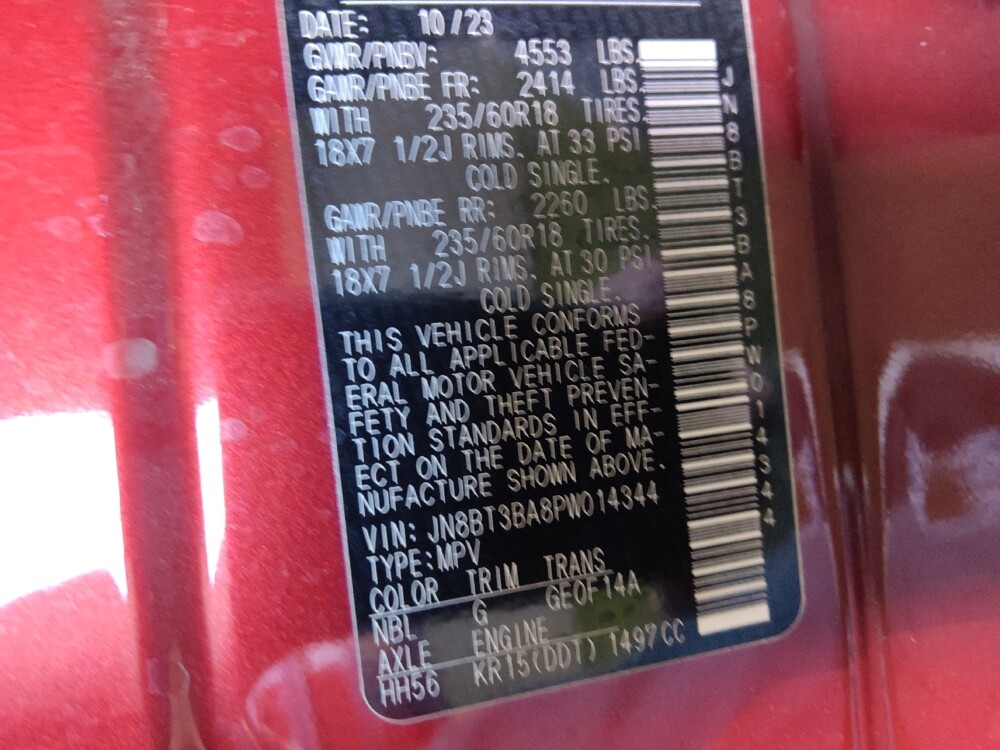 DATE: 10/23
GVWR/PNBV: 4553 LBS.
GAWR/PNBE FR: 2414 LBS.
WITH 235/60R18 TIRES.
18X7 1/2J RIMS. AT 33 PSI
COLD SINGLE.
GAWR/PNBE RR: 2260 LBS.
WITH 235/60R18 TIRES.
18X7 1/2J RIMS. AT 30 PSI
COLD SINGLE.
THIS VEHICLE CONFORMS
TO ALL APPLICABLE FED-
ERAL MOTOR VEHICLE SA-
FETY AND THEFT PREVEN-
TION STANDARDS IN EFF-
ECT ON THE DATE OF MA-
NUFACTURE SHOWN ABOVE.
VIN: JN8BT3BA8PW014344
TYPE:MPV
COLOR TRIM TRANS
NBL G GE0F14A
AXLE ENGINE
HH56 KR15(DDT) 1497CC
JN8BT3BA8PW014344